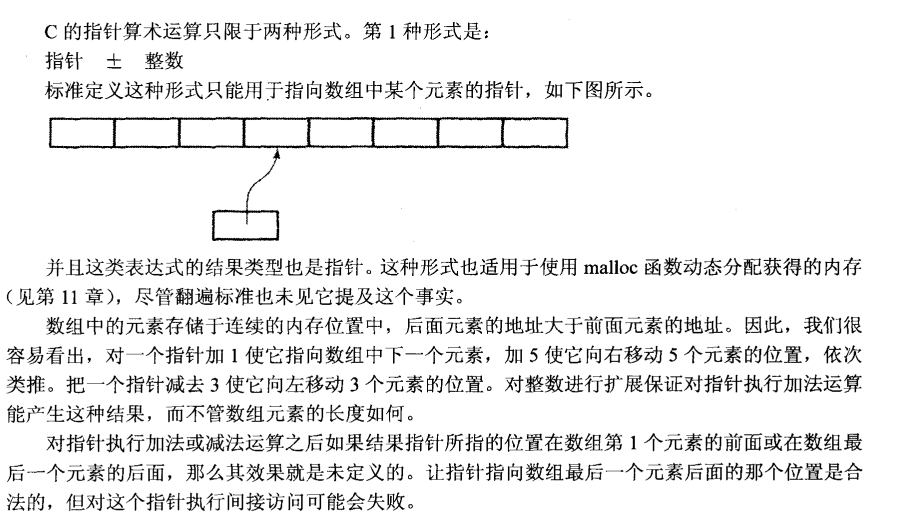 C 的指针算术运算只限于两种形式。第 1 种形式是：
指针 ± 整数
标准定义这种形式只能用于指向数组中某个元素的指针，如下图所示。
并且这类表达式的结果类型也是指针。这种形式也适用于使用 malloc 函数动态分配获得的内存
（见第 11 章），尽管翻遍标准也未见它提及这个事实。
数组中的元素存储于连续的内存位置中，后面元素的地址大于前面元素的地址。因此，我们很
容易看出，对一个指针加 1 使它指向数组中下一个元素，加 5 使它向右移动 5 个元素的位置，依次
类推。把一个指针减去 3 使它向左移动 3 个元素的位置。对整数进行扩展保证对指针执行加法运算
能产生这种结果，而不管数组元素的长度如何。
对指针执行加法或减法运算之后如果结果指针所指的位置在数组第 1 个元素的前面或在数组最
后一个元素的后面，那么其效果就是未定义的。让指针指向数组最后一个元素后面的那个位置是合
法的，但对这个指针执行间接访问可能会失败。